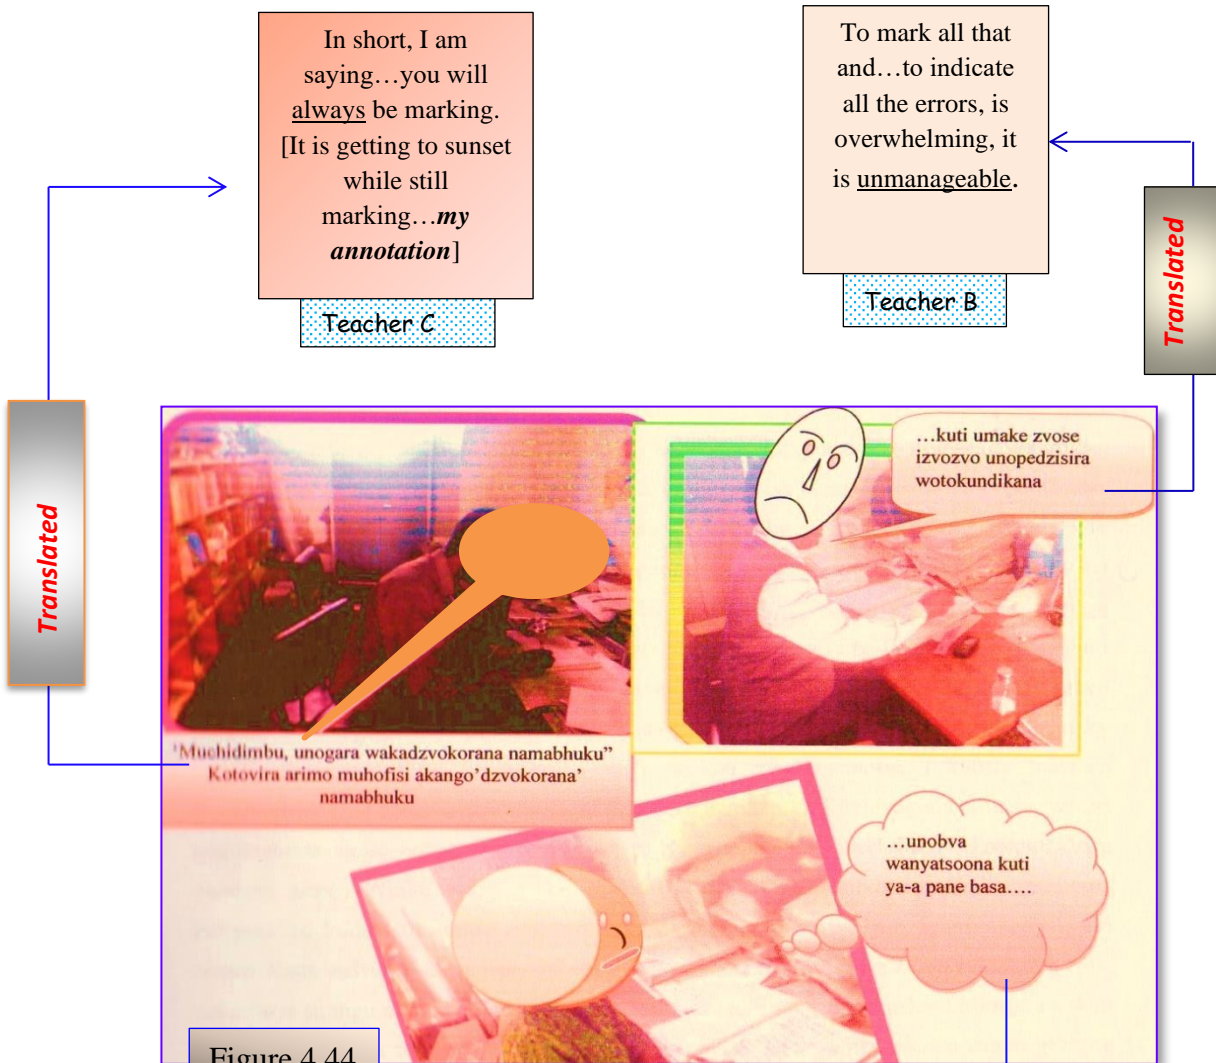 In short, I am
saying…you will
always be marking.
[It is getting to sunset
while still
marking…my
annotation]
Teacher C
To mark all that
and…to indicate
all the errors, is
overwhelming, it
is unmanageable.
Teacher B
Translated
Translated
…kuti umake zvose
izvozvo unopedzisira
wotokundikana
'Muchidimbu, unogara wakadzvokorana namabhuku”
Kotovira arimo muhofisi akango’dzvokorana’
namabhuku
…unobva
wanyatsoona kuti
ya-a pane basa….
Figure 4.44